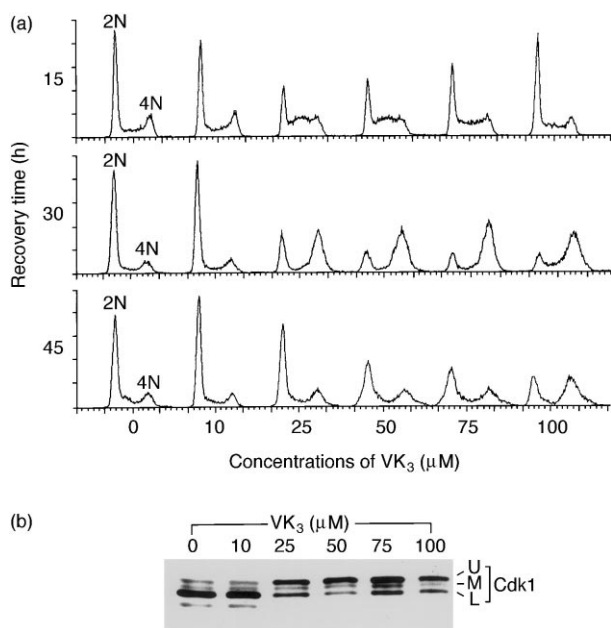 (a)
2N
4N
15
2N
4N
30
2N
4N
45
Recovery time (h)
0 10 25 50 75 100
Concentrations of VK3 (μM)
(b)
VK3 (μM)
0 10 25 50 75 100
U
M
L
Cdk1